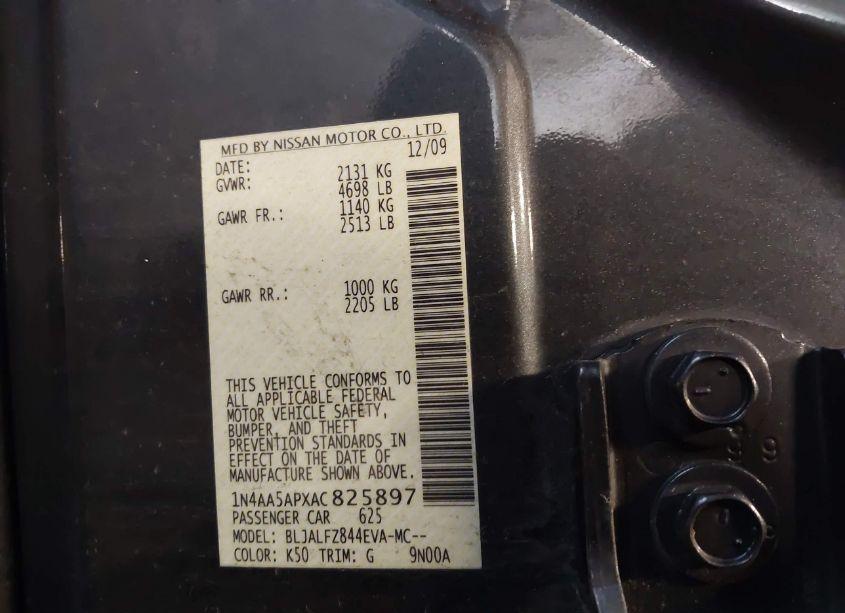 MFD BY NISSAN MOTOR CO., LTD.
DATE: 12/09
GVWR: 2131 KG
4698 LB
GAWR FR.: 1140 KG
2513 LB
GAWR RR.: 1000 KG
2205 LB
THIS VEHICLE CONFORMS TO
ALL APPLICABLE FEDERAL
MOTOR VEHICLE SAFETY,
BUMPER, AND THEFT
PREVENTION STANDARDS IN
EFFECT ON THE DATE OF
MANUFACTURE SHOWN ABOVE.
1N4AA5APXAC825897
PASSENGER CAR 625
MODEL: BLJALFZ844EVA-MC--
COLOR: K50 TRIM: G 9N00A